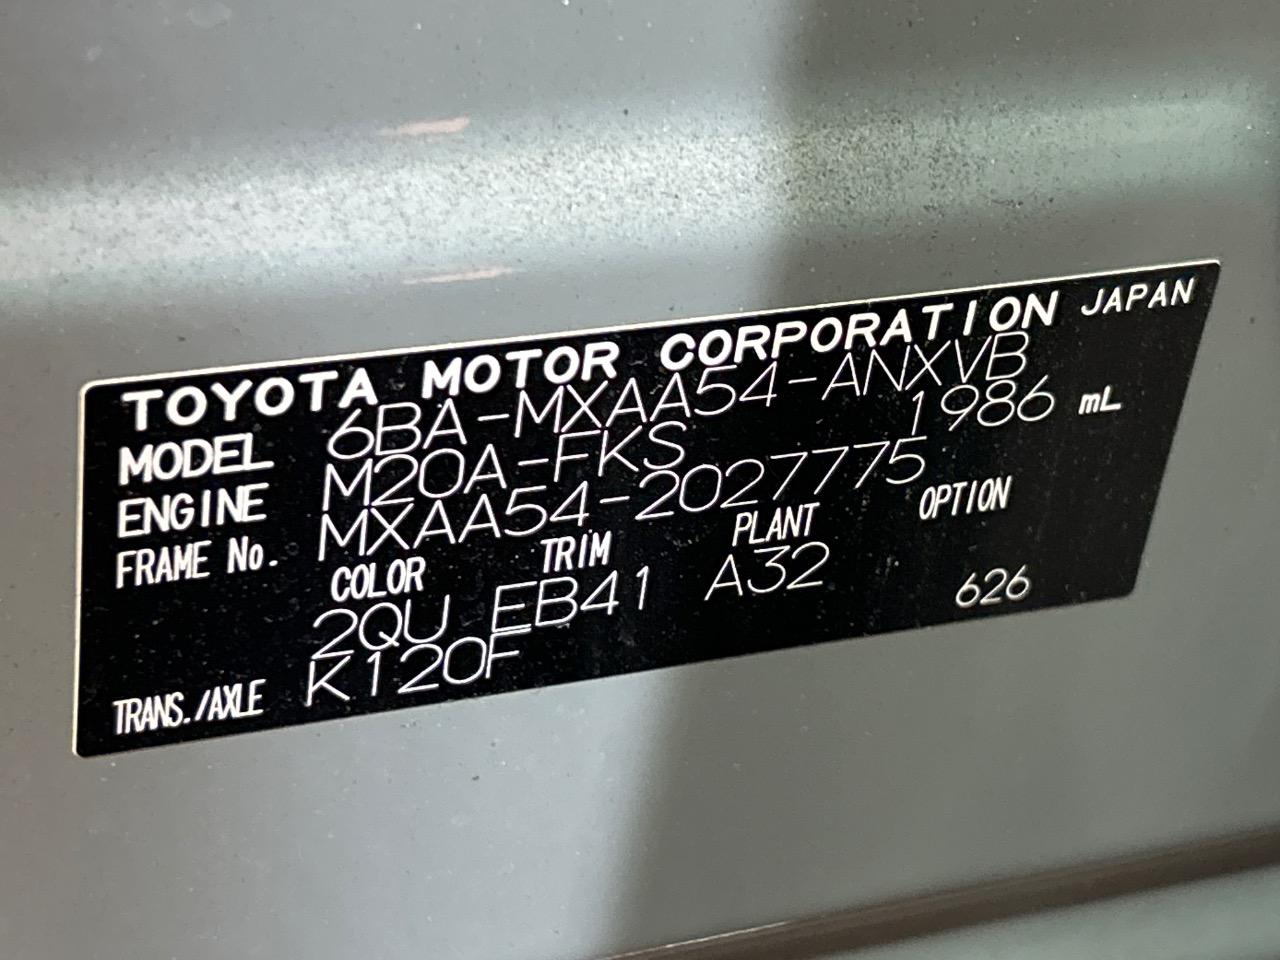 TOYOTA MOTOR CORPORATION JAPAN
MODEL 6BA-MXAA54-ANXVB
ENGINE M20A-FKS 1986 mL
FRAME No. MXAA54-2027775
COLOR TRIM PLANT OPTION
2QU EB41 A32 626
TRANS./AXLE K120F